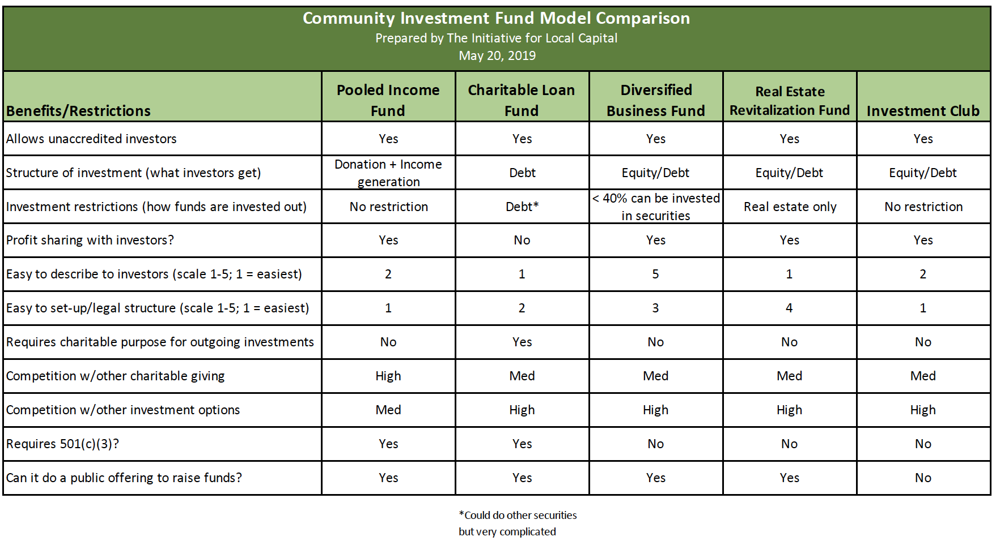 Community Investment Fund Model Comparison
Prepared by The Initiative for Local Capital
May 20, 2019
Benefits/Restrictions
Pooled Income
Fund
Charitable Loan
Fund
Diversified
Business Fund
Real Estate
Revitalization Fund
Investment Club
Allows unaccredited investors Yes Yes Yes Yes Yes
Structure of investment (what investors get)
Donation + Income
generation
Debt Equity/Debt Equity/Debt Equity/Debt
Investment restrictions (how funds are invested out) No restriction Debt*
< 40% can be invested
in securities
Real estate only No restriction
Profit sharing with investors? Yes No Yes Yes Yes
Easy to describe to investors (scale 1-5; 1 = easiest) 2 1 5 1 2
Easy to set-up/legal structure (scale 1-5; 1 = easiest) 1 2 3 4 1
Requires charitable purpose for outgoing investments No Yes No No No
Competition w/other charitable giving High Med Med Med Med
Competition w/other investment options Med High High High High
Requires 501(c)(3)? Yes Yes No No No
Can it do a public offering to raise funds? Yes Yes Yes Yes No
*Could do other securities
but very complicated